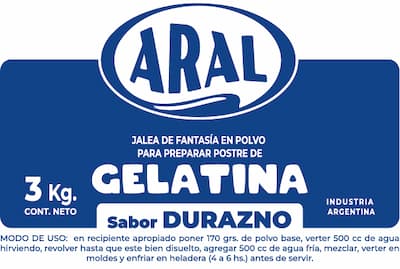 ARAL
JALEA DE FANTASÍA EN POLVO
PARA PREPARAR POSTRE DE
GELATINA
3 Kg.
CONT. NETO
INDUSTRIA
ARGENTINA
Sabor DURAZNO
MODO DE USO: en recipiente apropiado poner 170 grs. de polvo base, verter 500 cc de agua
hirviendo, revolver hasta que este bien disuelto, agregar 500 cc de agua fría, mezclar, verter en
moldes y enfriar en heladera (4 a 6 hs.) antes de servir.